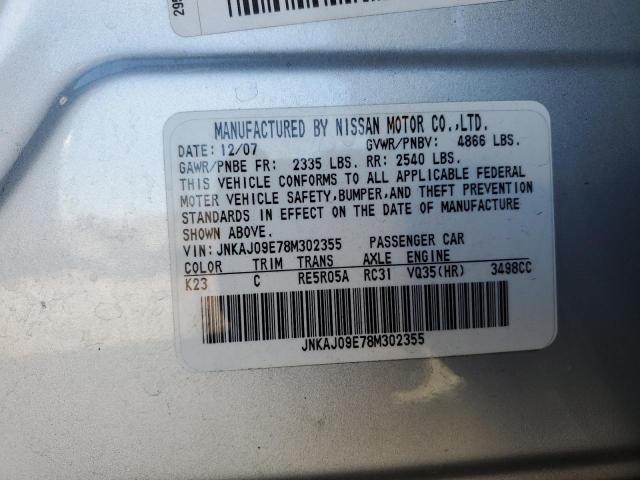 295
MANUFACTURED BY NISSAN MOTOR CO.,LTD.
DATE: 12/07 GVWR/PNBV: 4866 LBS.
GAWR/PNBE FR: 2335 LBS. RR: 2540 LBS.
THIS VEHICLE CONFORMS TO ALL APPLICABLE FEDERAL
MOTOR VEHICLE SAFETY,BUMPER,AND THEFT PREVENTION
STANDARDS IN EFFECT ON THE DATE OF MANUFACTURE
SHOWN ABOVE.
VIN: JNKAJ09E78M302355 PASSENGER CAR
COLOR TRIM TRANS AXLE ENGINE
K23 C RE5R05A RC31 VQ35(HR) 3498CC
JNKAJ09E78M302355